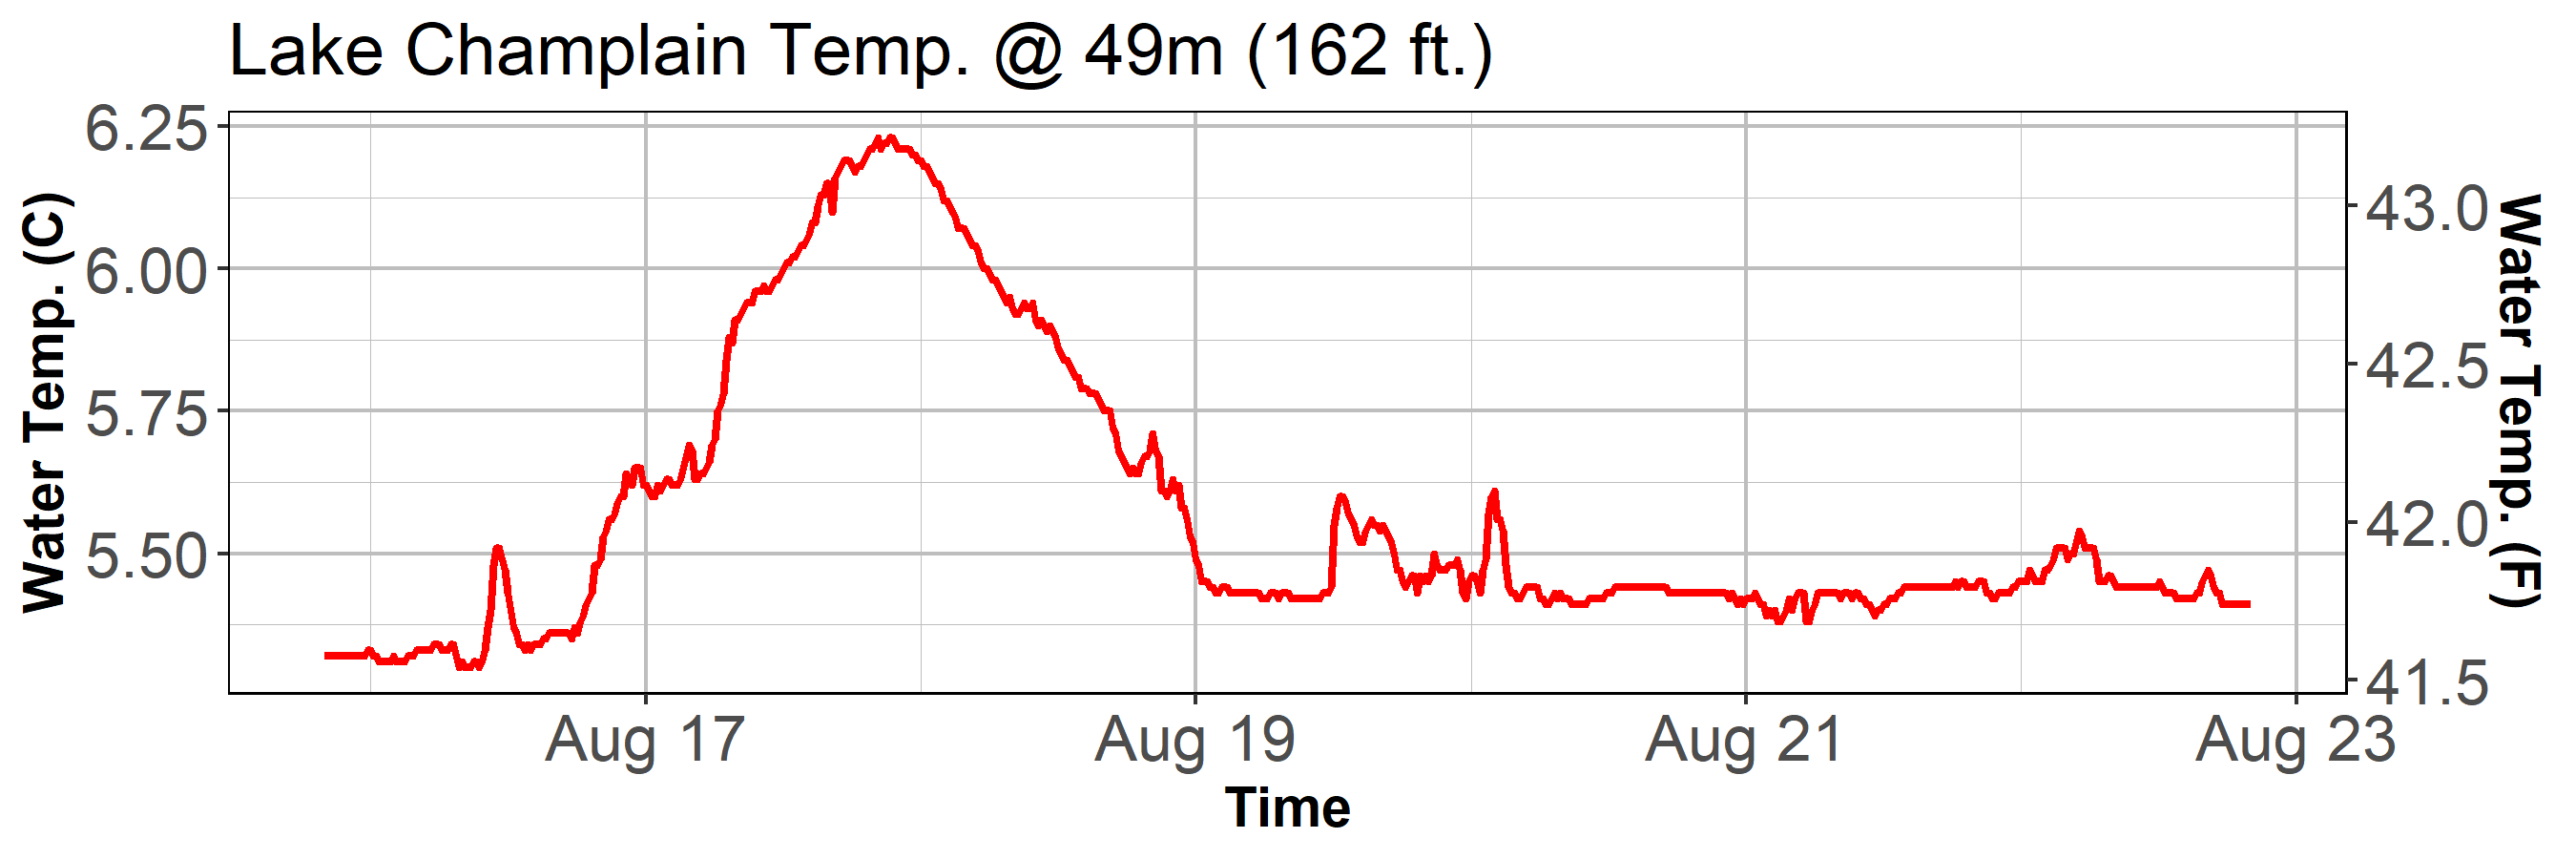 Lake Champlain Temp. @ 49m (162 ft.)
Water Temp. (C)
6.25
6.00
5.75
5.50
43.0
42.5
42.0
41.5
Water Temp. (F)
Aug 17 Aug 19 Aug 21 Aug 23
Time